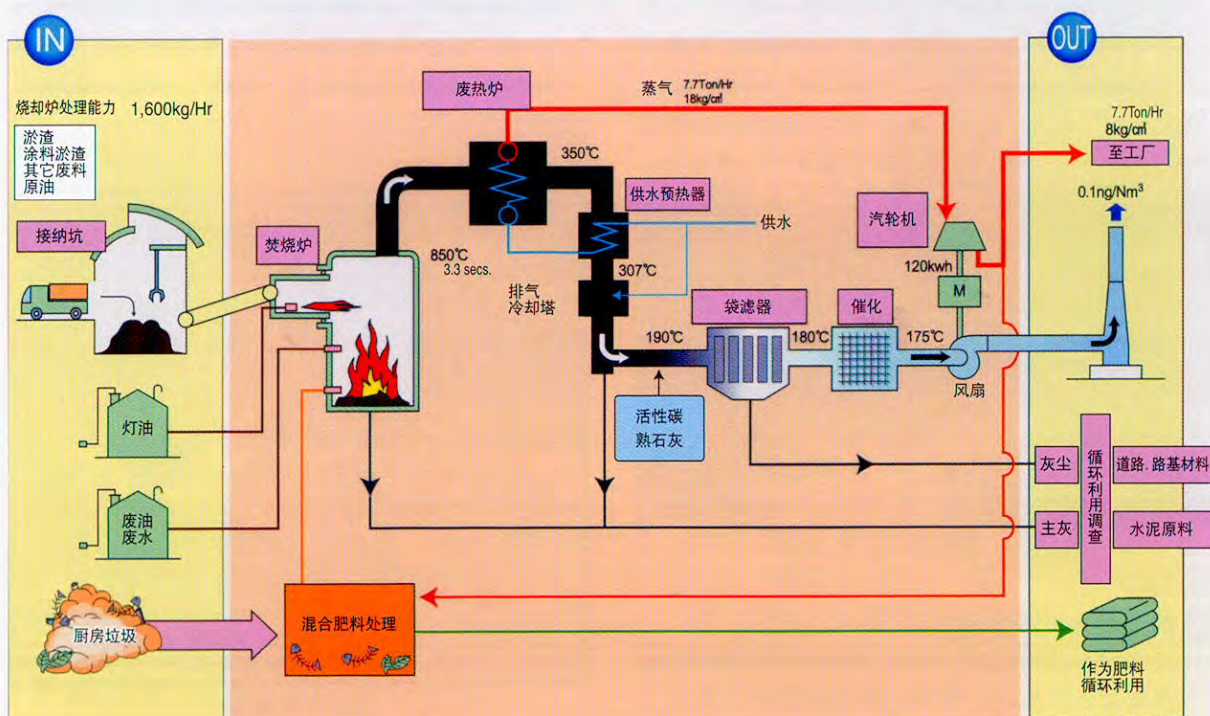 IN
烧却炉处理能力 1,600kg/Hr
淤渣
涂料淤渣
其它废料
原油
接纳坑
灯油
废油
废水
厨房垃圾
焚烧炉
废热炉
蒸气 7.7Ton/Hr
18kg/c㎡
350℃
850℃
3.3 secs.
供水预热器
供水
307℃
排气
冷却塔
190℃
袋滤器
180℃
催化
175℃
活性碳
熟石灰
汽轮机
120kwh
M
风扇
混合肥料处理
OUT
7.7Ton/Hr
8kg/c㎡
至工厂
0.1ng/Nm³
灰尘
主灰
循环利用调查
道路.路基材料
水泥原料
作为肥料
循环利用